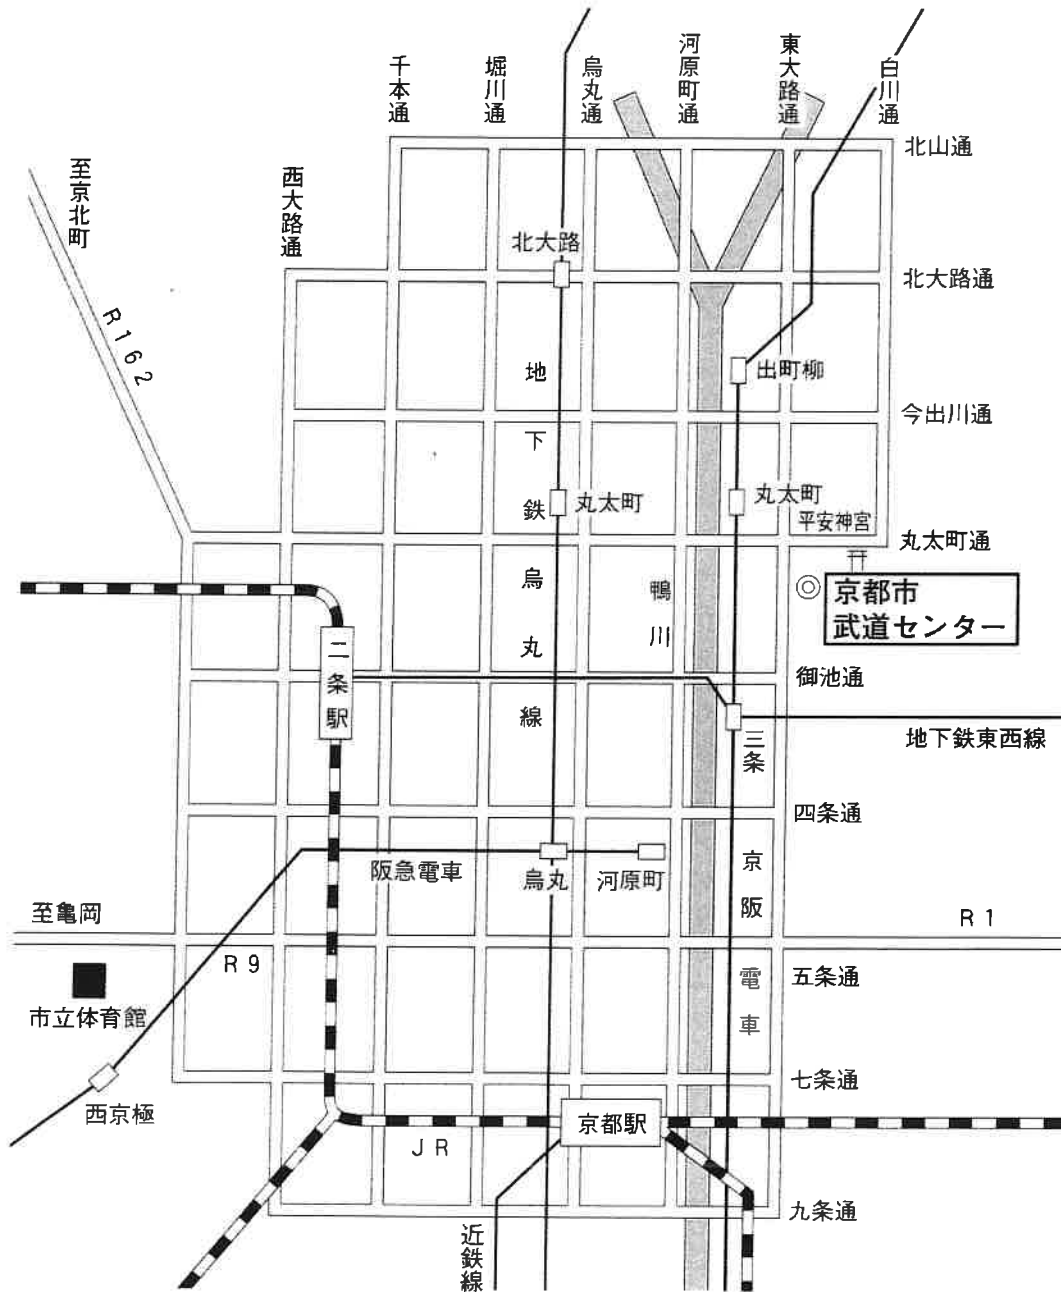 千本通
堀川通
烏丸通
河原町通
東大路通
白川通
北山通
至京北町
西大路通
北大路
北大路通
R162
地下鉄烏丸線
出町柳
今出川通
丸太町
丸太町
平安神宮
丸太町通
鴨川
京都市
武道センター
二条駅
御池通
三条
地下鉄東西線
四条通
阪急電車
烏丸
河原町
京阪電車
至亀岡
R1
R9
五条通
市立体育館
七条通
西京極
京都駅
JR
九条通
近鉄線